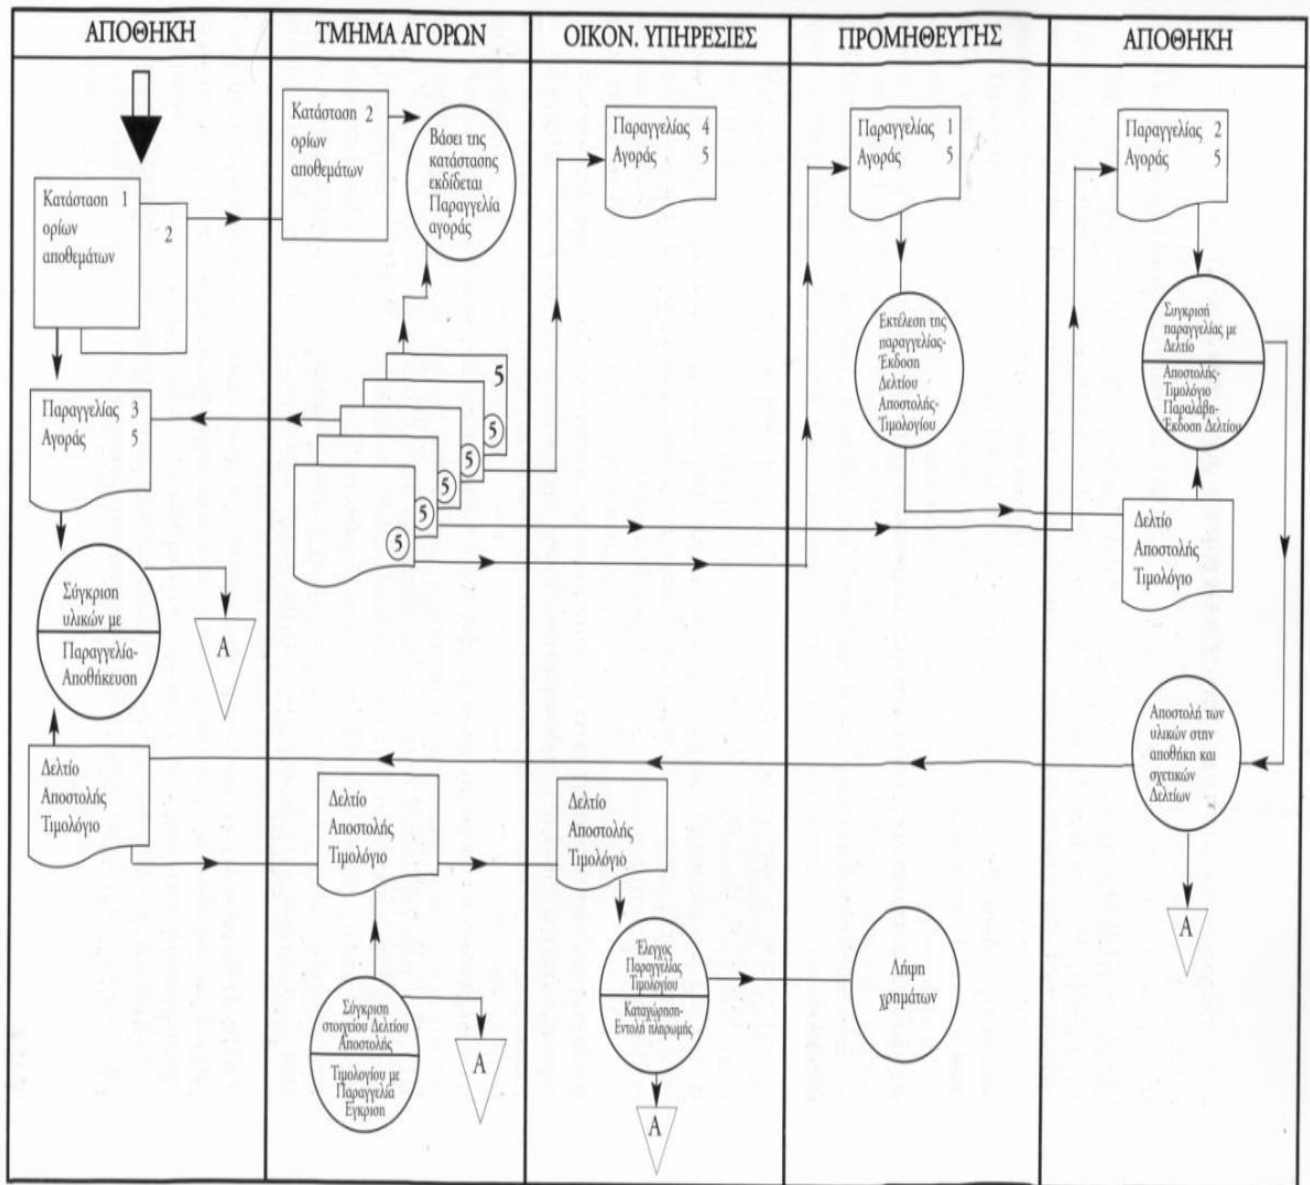 ΑΠΟΘΗΚΗ
ΤΜΗΜΑ ΑΓΟΡΩΝ
ΟΙΚΟΝ. ΥΠΗΡΕΣΙΕΣ
ΠΡΟΜΗΘΕΥΤΗΣ
ΑΠΟΘΗΚΗ
Κατάσταση 1
ορίων
αποθεμάτων
2
Παραγγελίας 3
Αγοράς 5
Σύγκριση
υλικών με
Παραγγελία-
Αποθήκευση
Α
Δελτίο
Αποστολής
Τιμολόγιο
Κατάσταση 2
ορίων
αποθεμάτων
Βάσει της
κατάστασης
εκδίδεται
Παραγγελία
αγοράς
5
5
5
5
5
5
Δελτίο
Αποστολής
Τιμολόγιο
Σύγκριση
στοιχείου Δελτίου
Αποστολής
Τιμολογίου με
Παραγγελία
Εγκριση
Α
Παραγγελίας 4
Αγοράς 5
Δελτίο
Αποστολής
Τιμολόγιο
Έλεγχος
Παραγγελίας
Τιμολογίου
Καταχώρηση-
Εντολή πληρωμής
Α
Παραγγελίας 1
Αγοράς 5
Εκτέλεση της
παραγγελίας-
Έκδοση
Δελτίου
Αποστολής-
Τιμολογίου
Λήψη
χρημάτων
Παραγγελίας 2
Αγοράς 5
Συγκρισή
παραγγελίας με
Δελτίο
Αποστολής-
Τιμολόγιο
Παραλάβη-
Έκδοση Δελτίου
Δελτίο
Αποστολής
Τιμολόγιο
Αποστολή των
υλικών στην
αποθήκη και
σχετικών
Δελτίων
Α